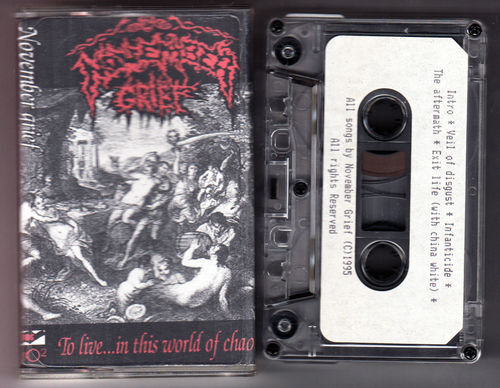 November grief
NOVEMBER
GRIEF
To live...in this world of chao
Intro * Veil of disgust * Infanticide *
The aftermath * Exit life (with china white) *
All songs by November Grief (C)1995
All rights Reserved